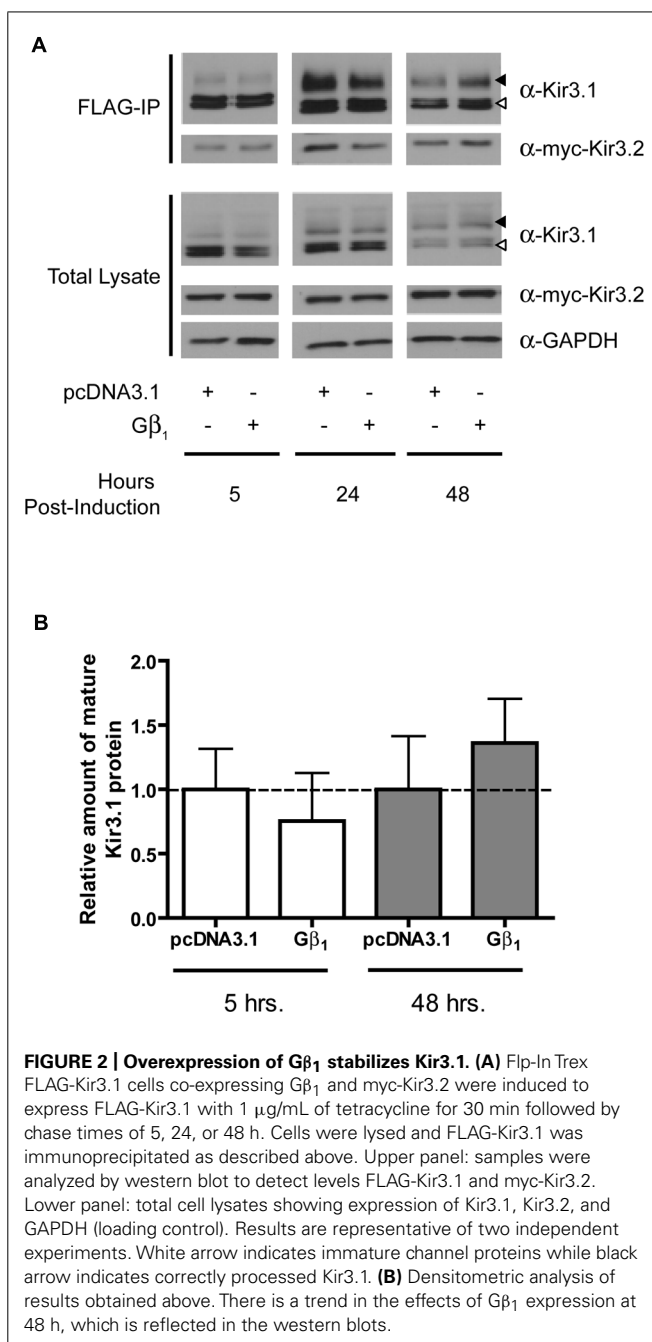 A
FLAG-IP
α-Kir3.1
α-myc-Kir3.2
Total Lysate
α-Kir3.1
α-myc-Kir3.2
α-GAPDH
pcDNA3.1 + - + - + -
Gβ1 - + - + - +
Hours Post-Induction 5 24 48
B
Relative amount of mature
Kir3.1 protein
2.0
1.5
1.0
0.5
0.0
pcDNA3.1 Gβ1 pcDNA3.1 Gβ1
5 hrs. 48 hrs.
FIGURE 2 | Overexpression of Gβ1 stabilizes Kir3.1. (A) Flp-In Trex
FLAG-Kir3.1 cells co-expressing Gβ1 and myc-Kir3.2 were induced to
express FLAG-Kir3.1 with 1 μg/mL of tetracycline for 30 min followed by
chase times of 5, 24, or 48 h. Cells were lysed and FLAG-Kir3.1 was
immunoprecipitated as described above. Upper panel: samples were
analyzed by western blot to detect levels FLAG-Kir3.1 and myc-Kir3.2.
Lower panel: total cell lysates showing expression of Kir3.1, Kir3.2, and
GAPDH (loading control). Results are representative of two independent
experiments. White arrow indicates immature channel proteins while black
arrow indicates correctly processed Kir3.1. (B) Densitometric analysis of
results obtained above. There is a trend in the effects of Gβ1 expression at
48 h, which is reflected in the western blots.